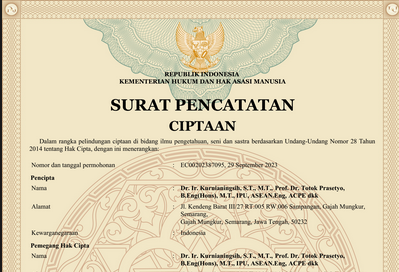 REPUBLIK INDONESIA
KEMENTERIAN HUKUM DAN HAK ASASI MANUSIA
SURAT PENCATATAN
CIPTAAN
Dalam rangka pelindungan ciptaan di bidang ilmu pengetahuan, seni dan sastra berdasarkan Undang-Undang Nomor 28 Tahun
2014 tentang Hak Cipta, dengan ini menerangkan:
Nomor dan tanggal permohonan : EC00202387095, 29 September 2023
Pencipta
Nama : Dr. Ir. Kurnianingsih, S.T., M.T., Prof. Dr. Totok Prasetyo,
B.Eng(Hons), M.T., IPU, ASEAN.Eng, ACPE dkk
Alamat : Jl. Kendeng Barat III/27 RT.005 RW.006 Sampangan, Gajah Mungkur,
Semarang,
Gajah Mungkur, Semarang, Jawa Tengah, 50232
Kewarganegaraan : Indonesia
Pemegang Hak Cipta
Nama : Dr. Ir. Kurnianingsih, S.T., M.T., Prof. Dr. Totok Prasetyo,
B.Eng(Hons), M.T., IPU, ASEAN.Eng, ACPE dkk